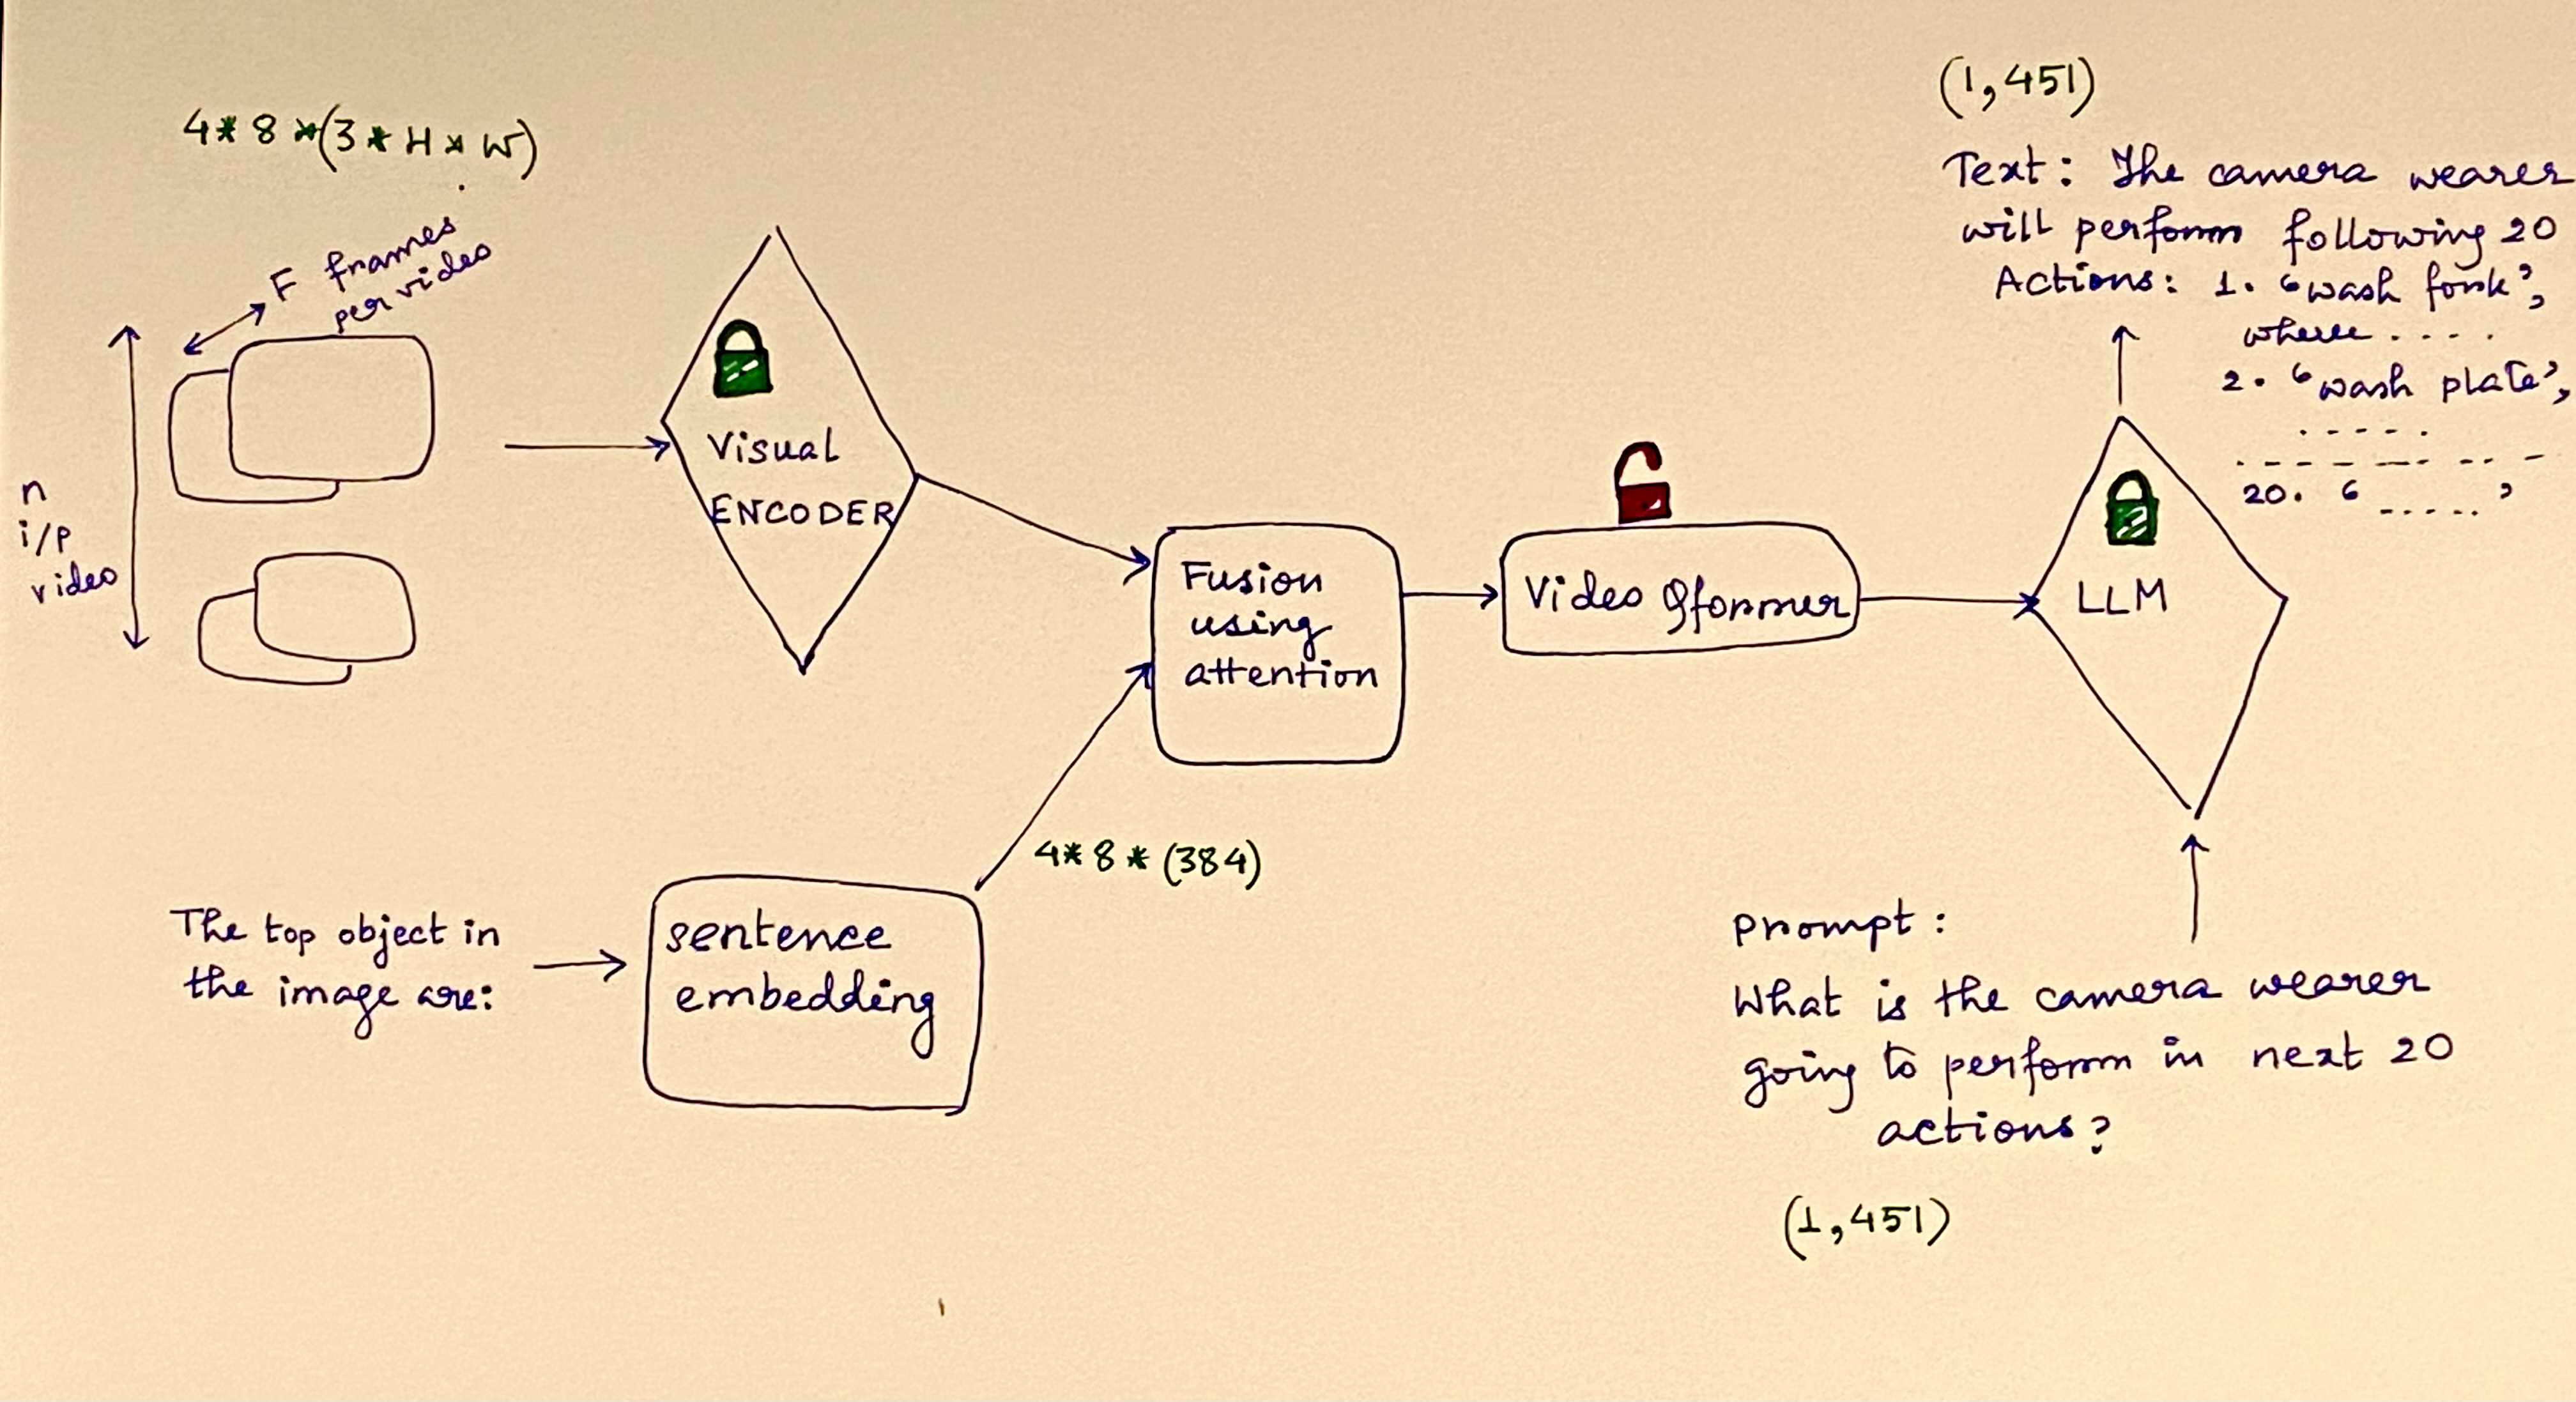 4*8*(3*H*W)
F frames
per video
n
i/p
video
Visual
ENCODER
Fusion
using
attention
Video Qformer
LLM
(1,451)
Text: The camera wearer
will perform following 20
Actions: 1. 'wash fork',
where ....
2. 'wash plate',
.....
20. ' ..... '
The top object in
the image are:
sentence
embedding
4*8*(384)
prompt:
What is the camera wearer
going to perform in next 20
actions?
(1,451)